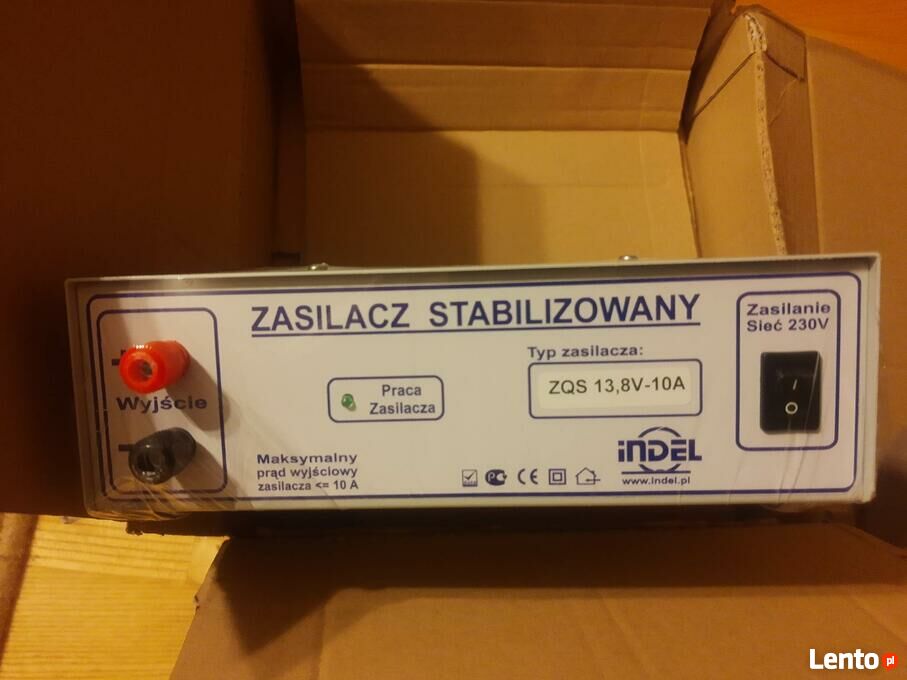 ZASILACZ STABILIZOWANY
Zasilanie
Sieć 230V
Typ zasilacza:
ZQS 13,8V-10A
+
Wyjście
-
Praca
Zasilacza
I
O
Maksymalny
prąd wyjściowy
zasilacza <= 10 A
CE
iNDEL
www.indel.pl
Lento pl